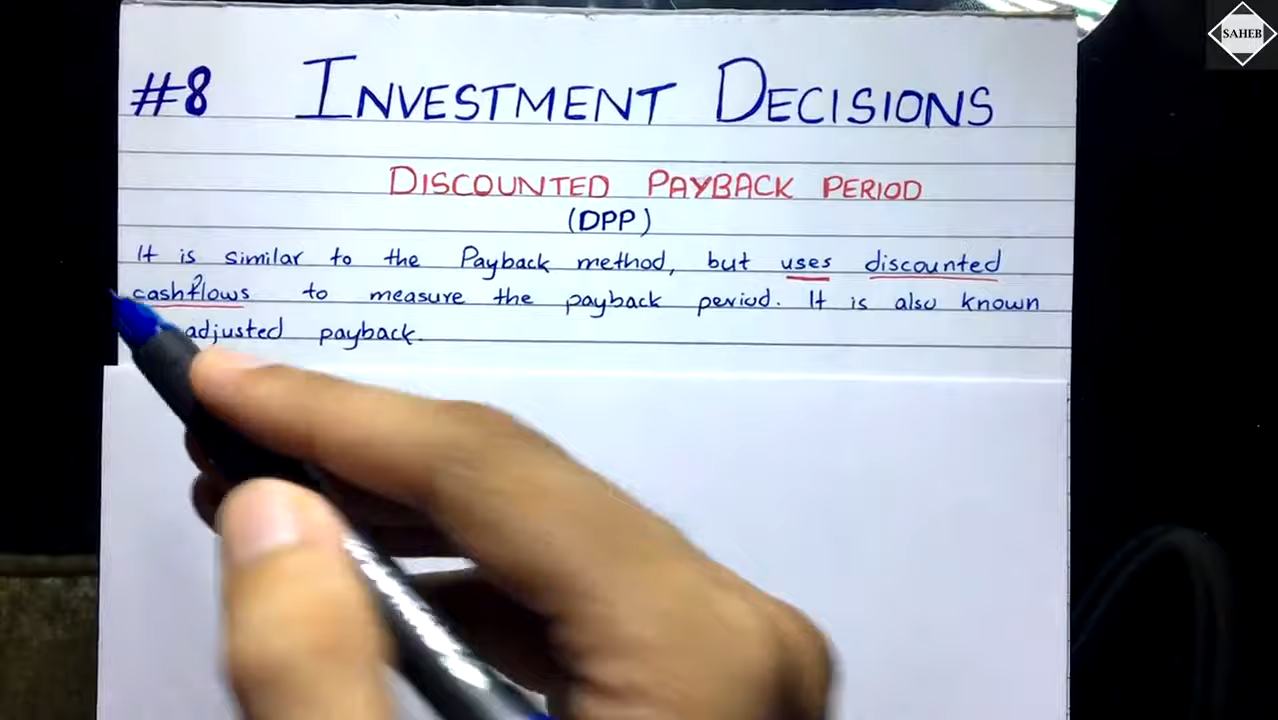 SAHEB
#8 INVESTMENT DECISIONS
DISCOUNTED PAYBACK PERIOD
(DPP)
It is similar to the Payback method, but uses discounted
cashflows to measure the payback period. It is also known
adjusted payback.